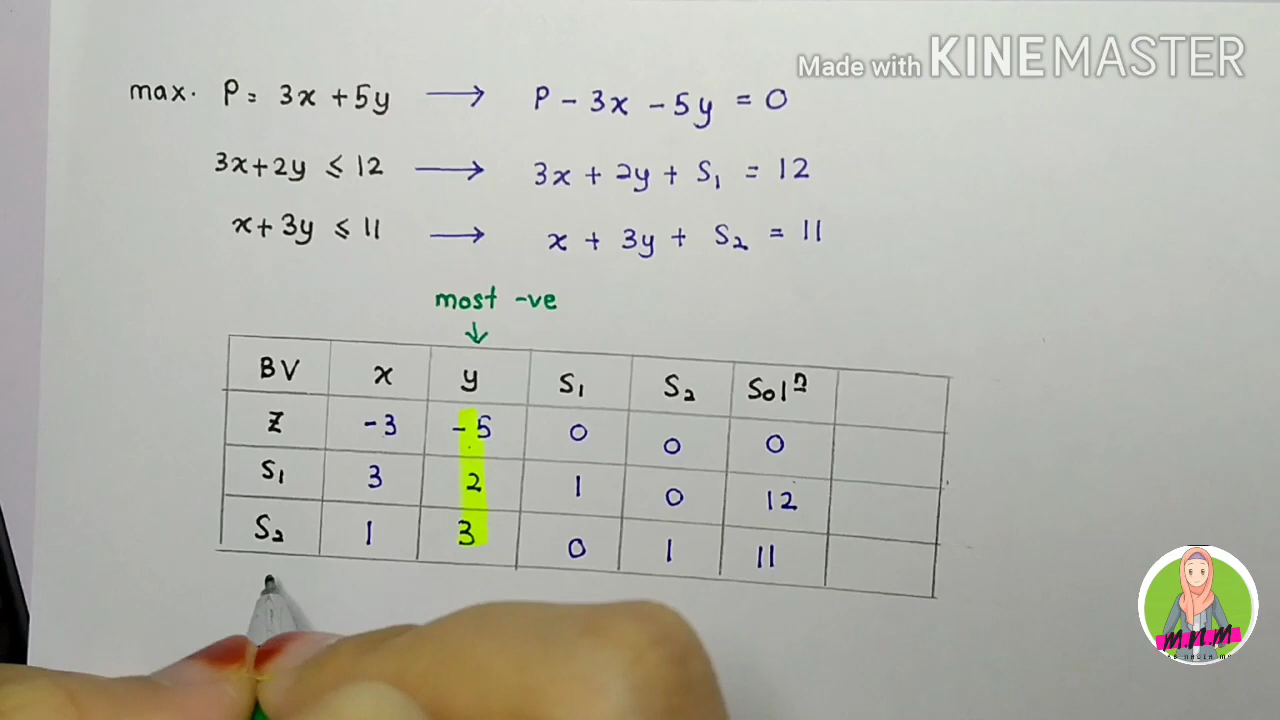 Made with KINEMASTER
max. P = 3x + 5y → P - 3x - 5y = 0
3x + 2y ≤ 12 → 3x + 2y + S₁ = 12
x + 3y ≤ 11 → x + 3y + S₂ = 11
most -ve
↓
BV x y S₁ S₂ Solⁿ
Z -3 -5 0 0 0
S₁ 3 2 1 0 12
S₂ 1 3 0 1 11
M.N.M